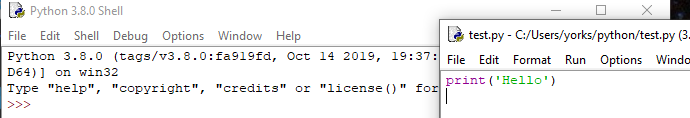 Python 3.8.0 Shell
File Edit Shell Debug Options Window Help
Python 3.8.0 (tags/v3.8.0:fa919fd, Oct 14 2019, 19:37:
D64)] on win32
Type "help", "copyright", "credits" or "license()" for
>>>
test.py - C:/Users/yorks/python/test.py (3.
File Edit Format Run Options Windo
print('Hello')